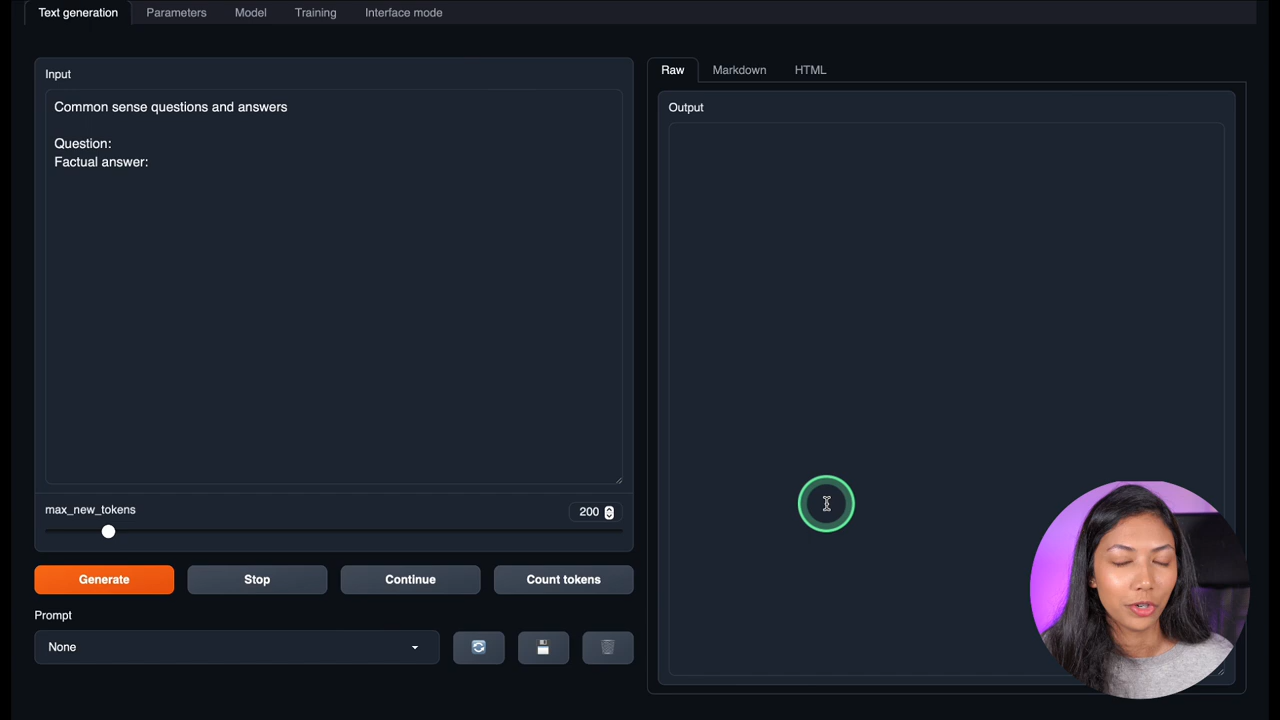 Text generation
Parameters
Model
Training
Interface mode
Input
Common sense questions and answers
Question:
Factual answer:
max_new_tokens
200
Generate
Stop
Continue
Count tokens
Prompt
None
Raw
Markdown
HTML
Output